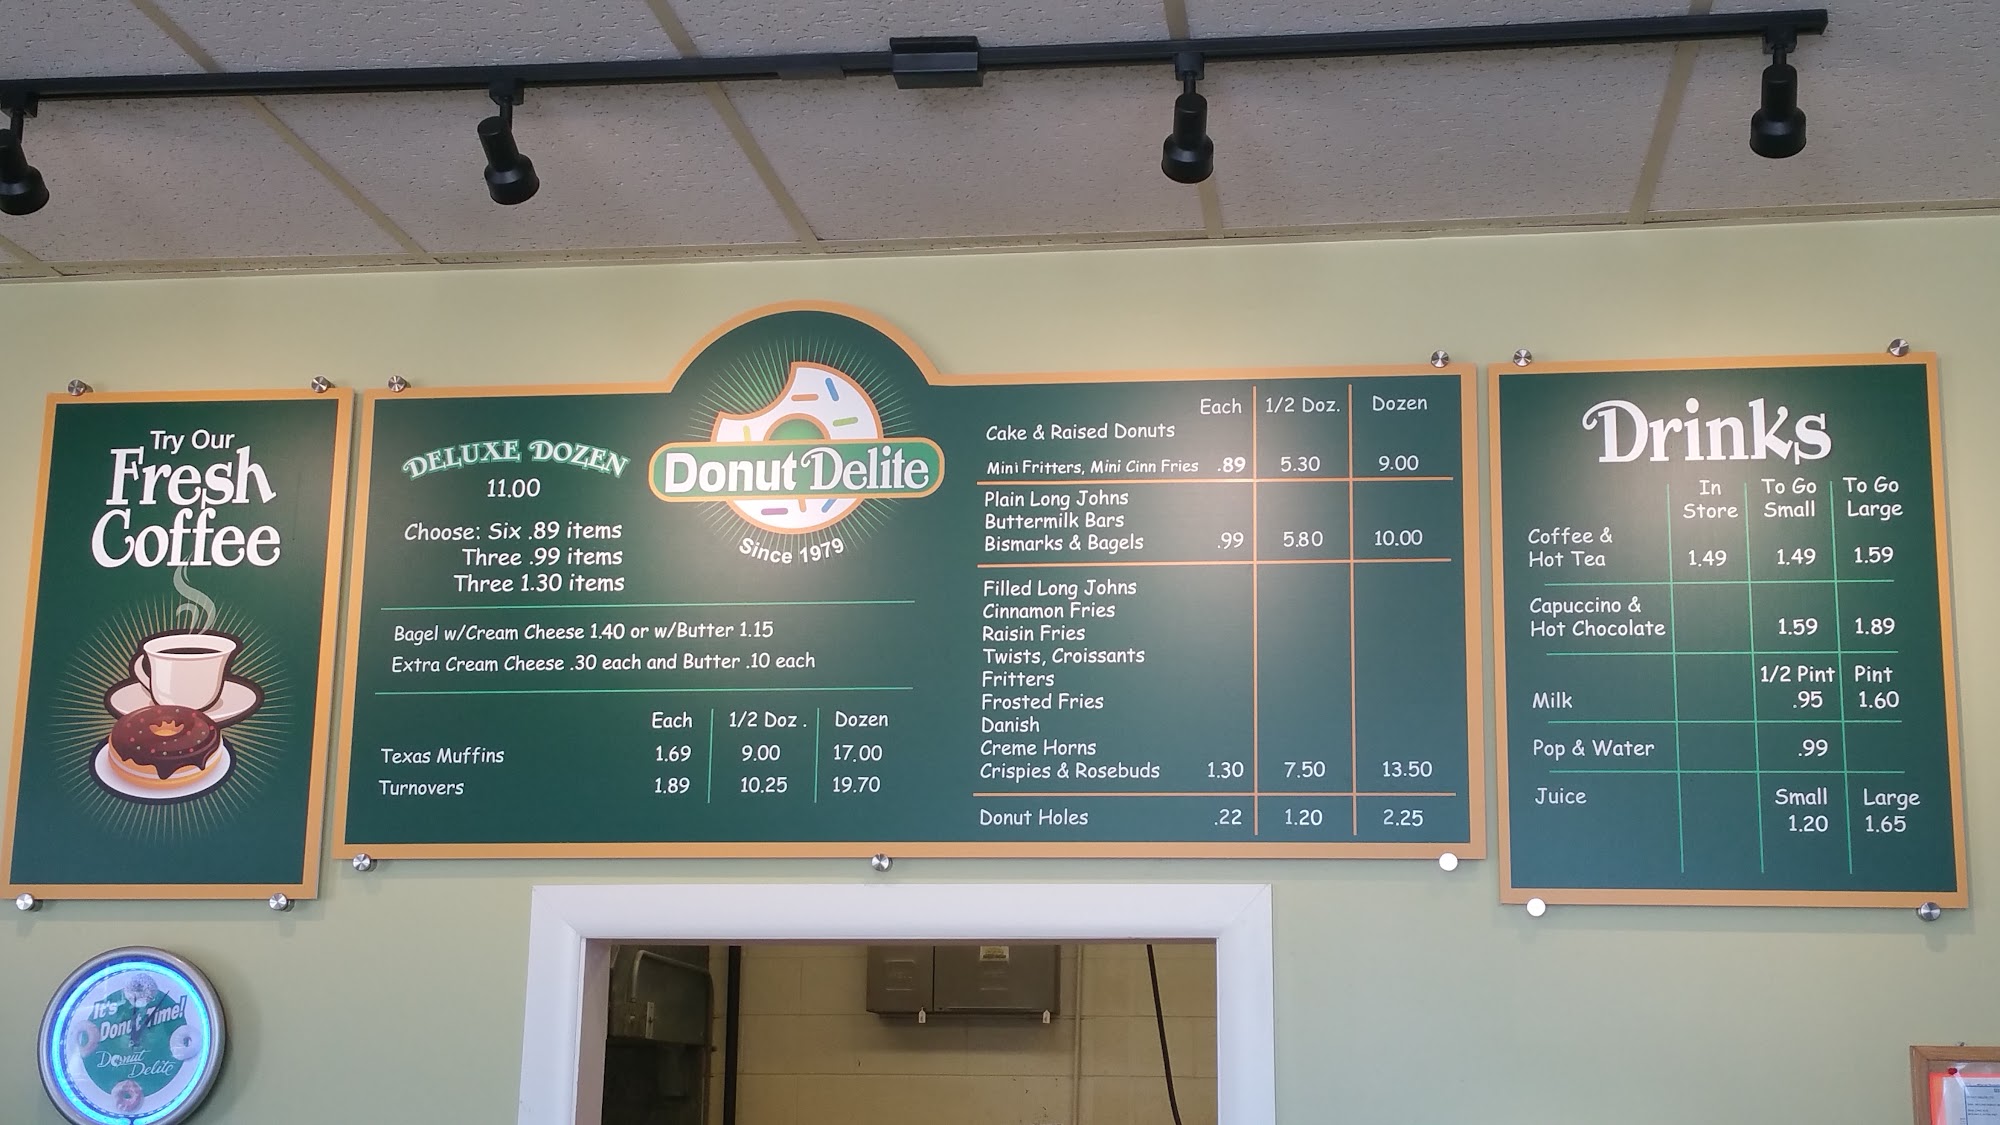 Try Our
Fresh
Coffee
DELUXE DOZEN
11.00
Choose: Six .89 items
Three .99 items
Three 1.30 items
Bagel w/Cream Cheese 1.40 or w/Butter 1.15
Extra Cream Cheese .30 each and Butter .10 each
Each 1/2 Doz. Dozen
Texas Muffins 1.69 9.00 17.00
Turnovers 1.89 10.25 19.70
Donut Delite
Since 1979
Each 1/2 Doz. Dozen
Cake & Raised Donuts
Mini Fritters, Mini Cinn Fries .89 5.30 9.00
Plain Long Johns
Buttermilk Bars
Bismarks & Bagels .99 5.80 10.00
Filled Long Johns
Cinnamon Fries
Raisin Fries
Twists, Croissants
Fritters
Frosted Fries
Danish
Creme Horns
Crispies & Rosebuds 1.30 7.50 13.50
Donut Holes .22 1.20 2.25
Drinks
In To Go To Go
Store Small Large
Coffee &
Hot Tea 1.49 1.49 1.59
Capuccino &
Hot Chocolate 1.59 1.89
1/2 Pint Pint
Milk .95 1.60
Pop & Water .99
Juice Small Large
1.20 1.65
It's
Donut Time!
Donut
Delite